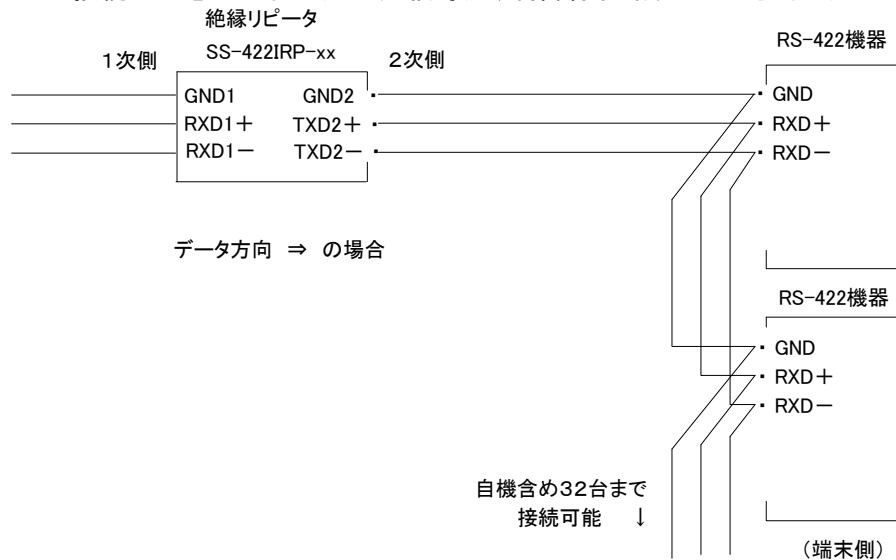 絶縁リピータ
1次側 SS-422IRP-xx 2次側
RS-422機器
GND1 GND2
RXD1+ TXD2+
RXD1- TXD2-
GND
RXD+
RXD-
データ方向 ⇒ の場合
RS-422機器
GND
RXD+
RXD-
自機含め32台まで
接続可能 ↓
(端末側)